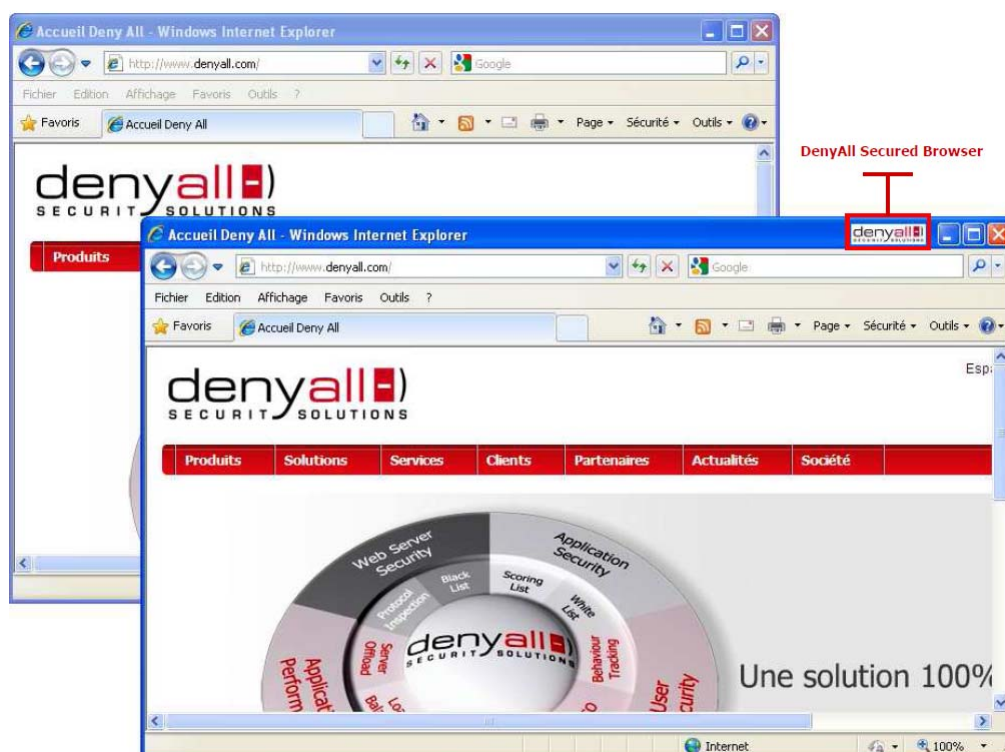 Accueil Deny All - Windows Internet Explorer
http://www.denyall.com/
Google
Fichier Edition Affichage Favoris Outils ?
Favoris
Accueil Deny All
Page
Sécurité
Outils
denyall
SECURIT SOLUTIONS
Produits
DenyAll Secured Browser
Accueil Deny All - Windows Internet Explorer
denyall
SECURITY SOLUTIONS
http://www.denyall.com/
Google
Fichier Edition Affichage Favoris Outils ?
Favoris
Accueil Deny All
Page
Sécurité
Outils
denyall
SECURIT SOLUTIONS
Produits Solutions Services Clients Partenaires Actualités Société
Web Server Security
Application Security
Protocol Inspection
Black List
Scoring List
White List
Behaviour Tracking
Server Offload
denyall
SECURITY SOLUTIONS
User
Une solution 100%
Internet
100%